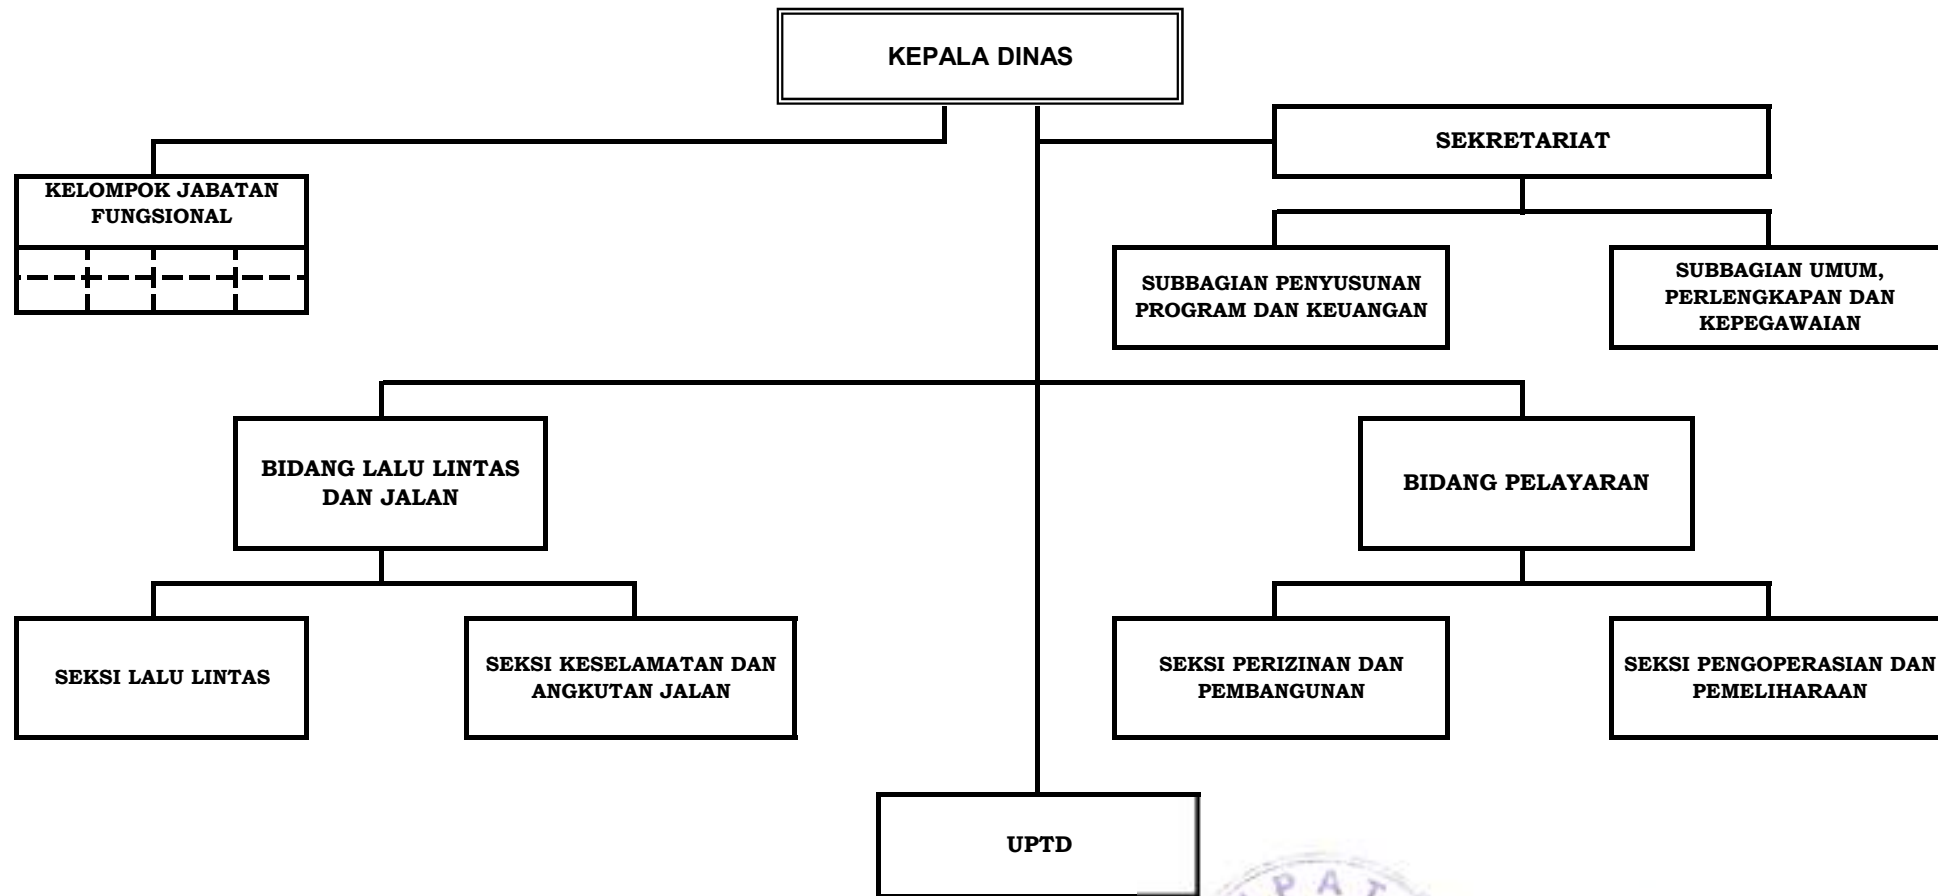 KEPALA DINAS
SEKRETARIAT
KELOMPOK JABATAN
FUNGSIONAL
SUBBAGIAN PENYUSUNAN
PROGRAM DAN KEUANGAN
SUBBAGIAN UMUM,
PERLENGKAPAN DAN
KEPEGAWAIAN
BIDANG LALU LINTAS
DAN JALAN
BIDANG PELAYARAN
SEKSI LALU LINTAS
SEKSI KESELAMATAN DAN
ANGKUTAN JALAN
SEKSI PERIZINAN DAN
PEMBANGUNAN
SEKSI PENGOPERASIAN DAN
PEMELIHARAAN
UPTD